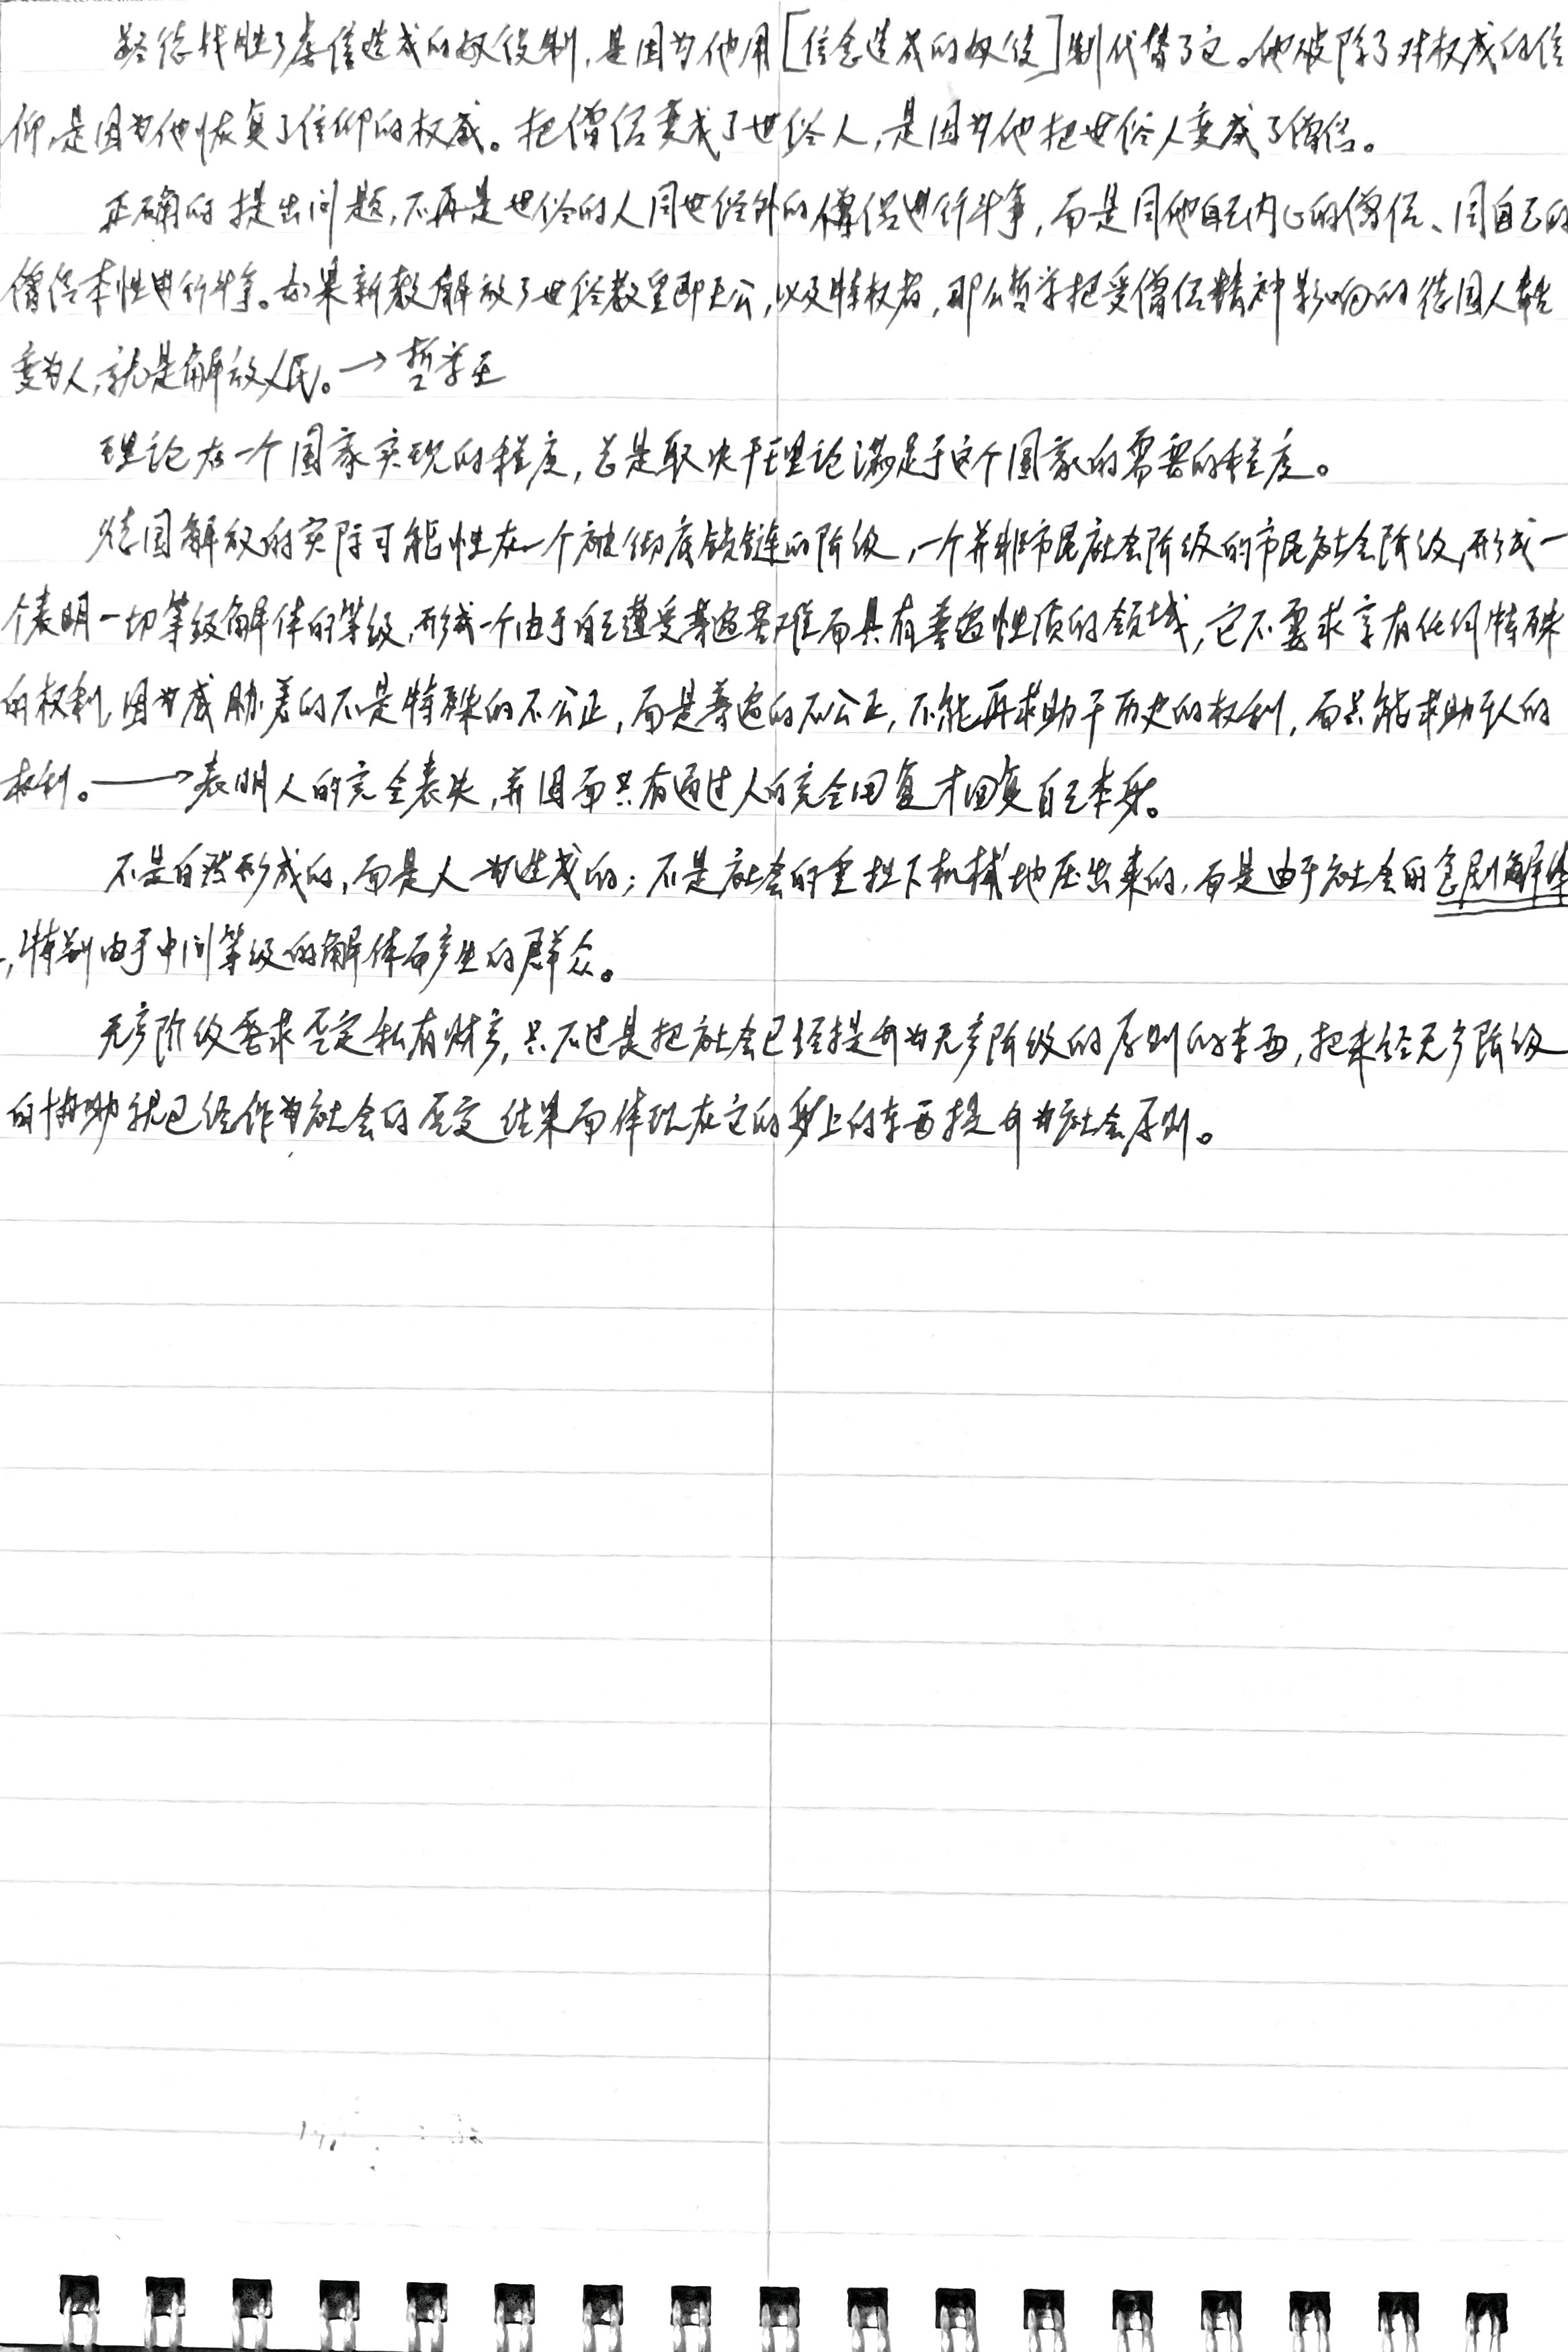 路德战胜了虔信造成的奴役制,是因为他用[信念造成的奴役]制代替了它。他破除了对权威的信
仰,是因为他恢复了信仰的权威。把僧侣变成了世俗人,是因为他把世俗人变成了僧侣。
正确的提出问题,不再是世俗的人同世俗外的僧侣进行斗争,而是同他自己内心的僧侣、同自己的
僧侣本性进行斗争。如果新教解放了世俗教皇即王公,以及特权者,那么哲学把受僧侣精神影响的德国人转
变为人,就是解放人民。→哲学王
理论在一个国家实现的程度,总是取决于理论满足于这个国家的需要的程度。
德国解放的实际可能性在一个被彻底锁链的阶级,一个并非市民社会阶级的市民社会阶级,形成一
个表明一切等级解体的等级,形成一个由于自己遭受普遍苦难而具有普遍性质的领域,它不要求享有任何特殊
的权利,因为威胁着的不是特殊的不公正,而是普遍的不公正,不能再求助于历史的权利,而只能求助于人的
权利。→表明人的完全丧失,并因而只有通过人的完全回复才回复自己本身。
不是自然形成的,而是人为造成的;不是社会的重担下机械地压出来的,而是由于社会的急剧解体
,特别由于中间等级的解体而产生的群众。
无产阶级要求否定私有财产,只不过是把社会已经提升为无产阶级的原则的东西,把未经无产阶级
的协助就已经作为社会的否定结果而体现在它的身上的东西提升为社会原则。